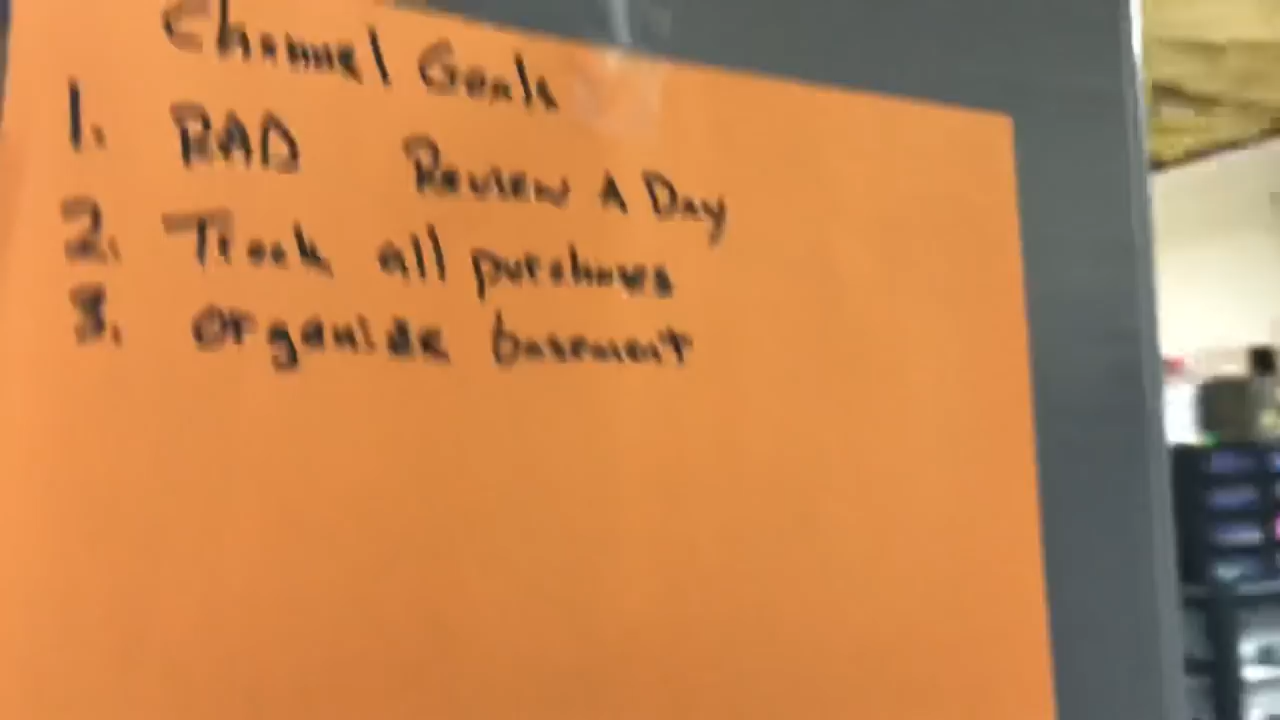 Channel Goals
1. RAD Review A Day
2. Track all purchases
3. organize basement